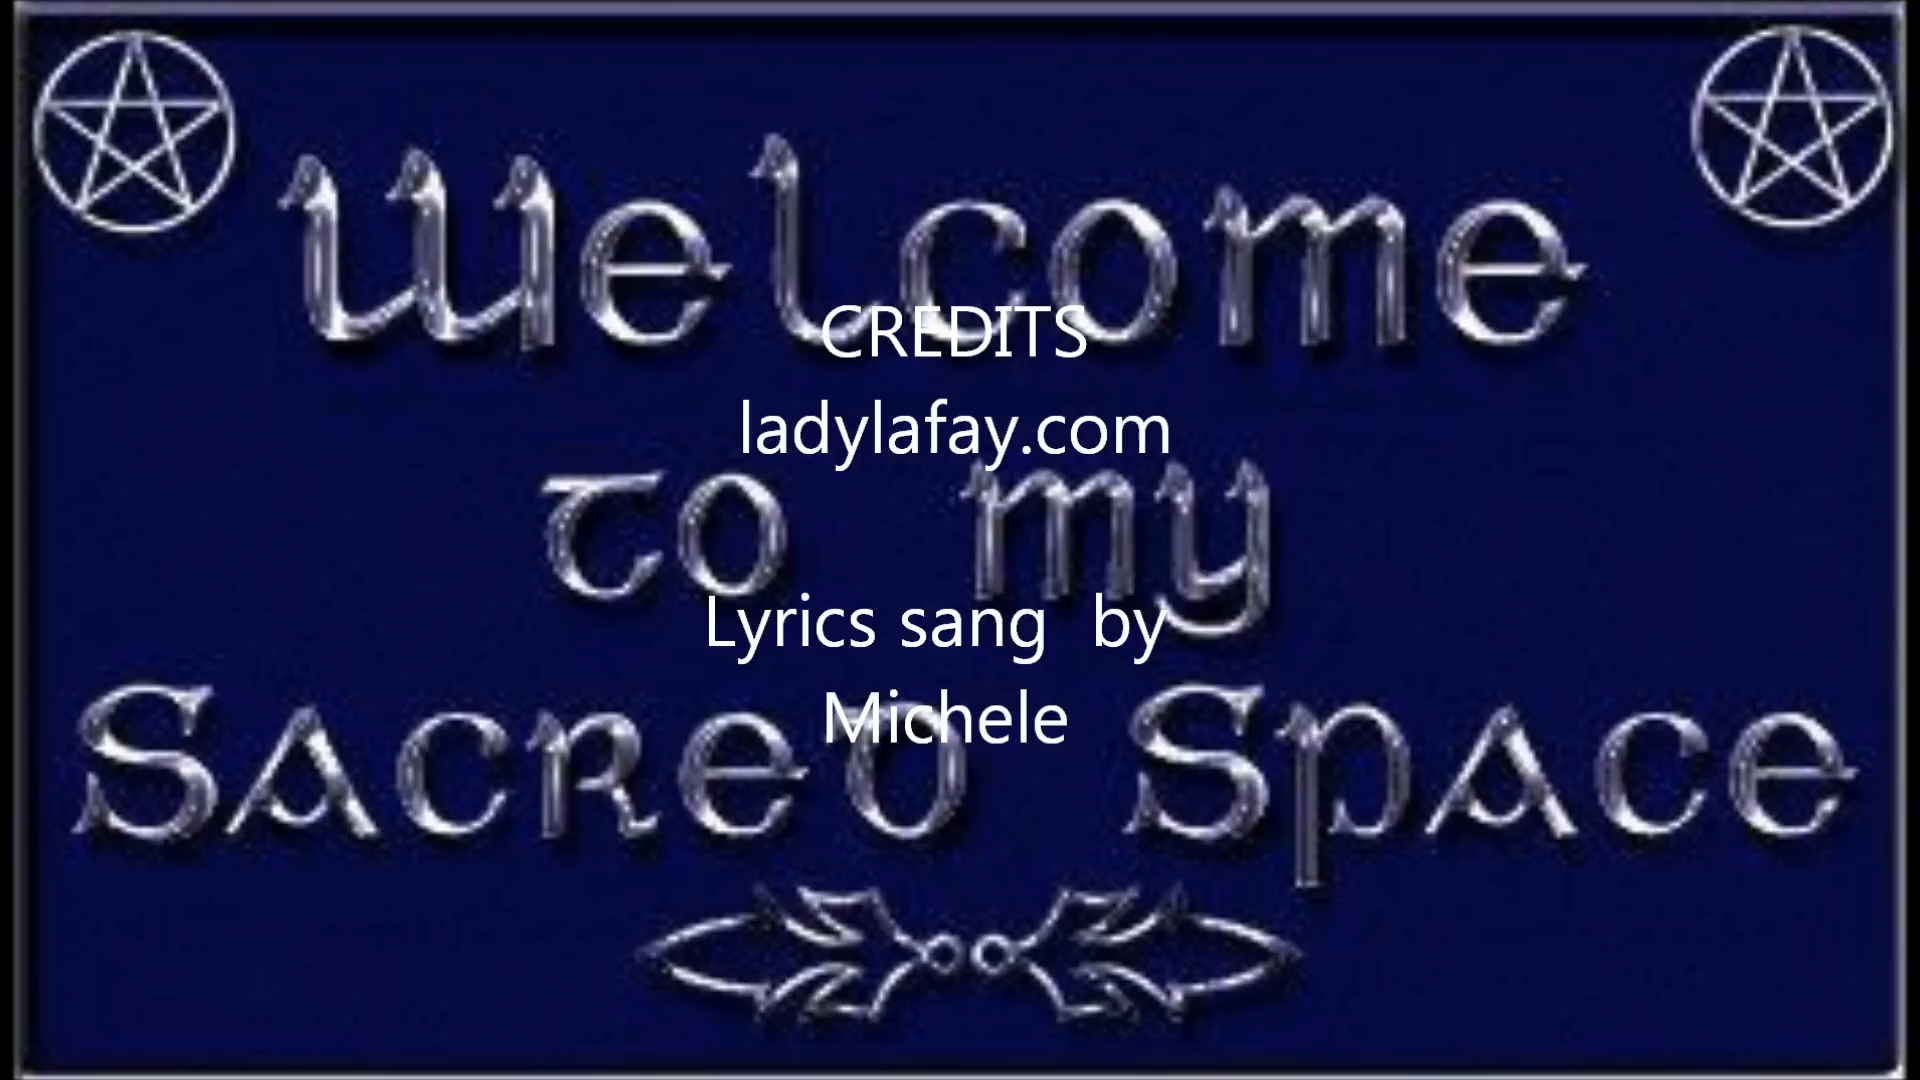 Welcome
CREDITS
ladylafay.com
to my
Lyrics sang  by
Michele
Sacred Space